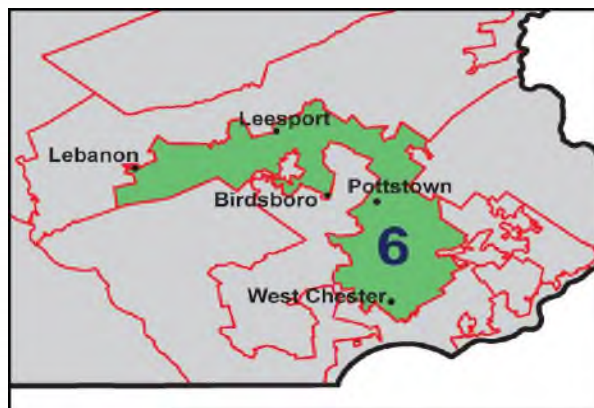 Leesport
Lebanon
Birdsboro
Pottstown
6
West Chester